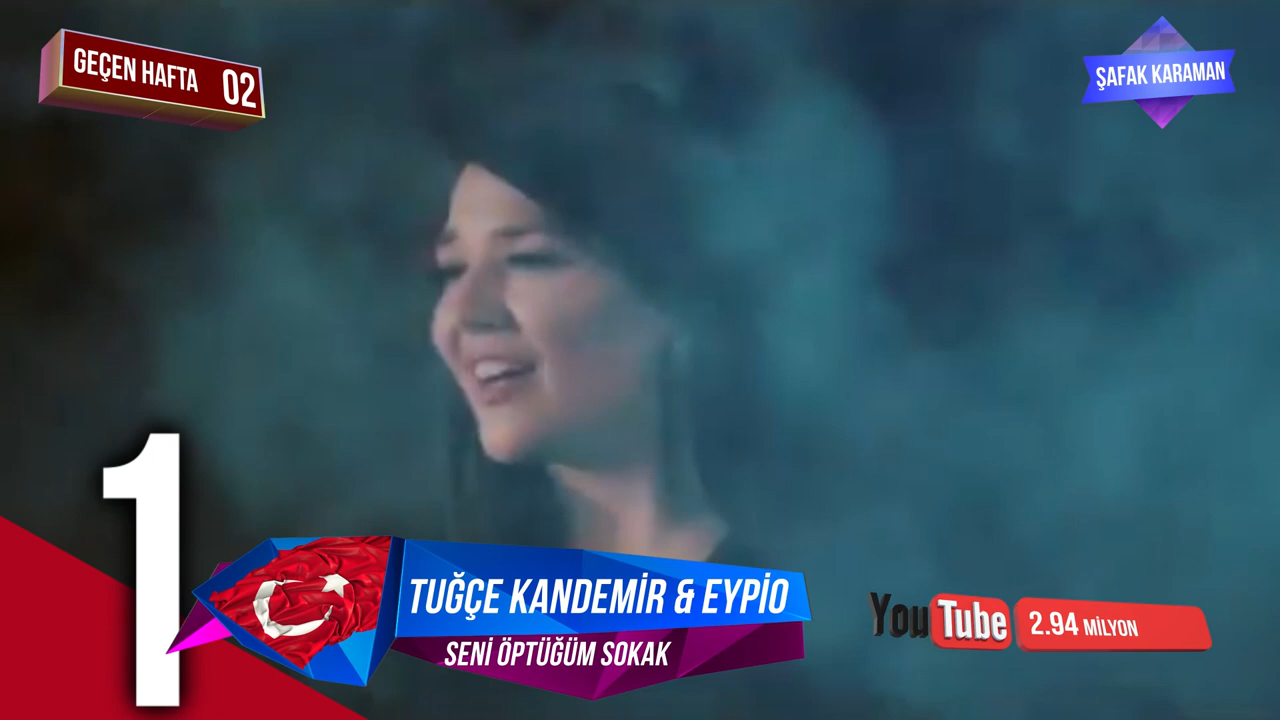 GEÇEN HAFTA 02
ŞAFAK KARAMAN
1
TUĞÇE KANDEMİR & EYPİO
SENİ ÖPTÜĞÜM SOKAK
YouTube 2.94 MİLYON